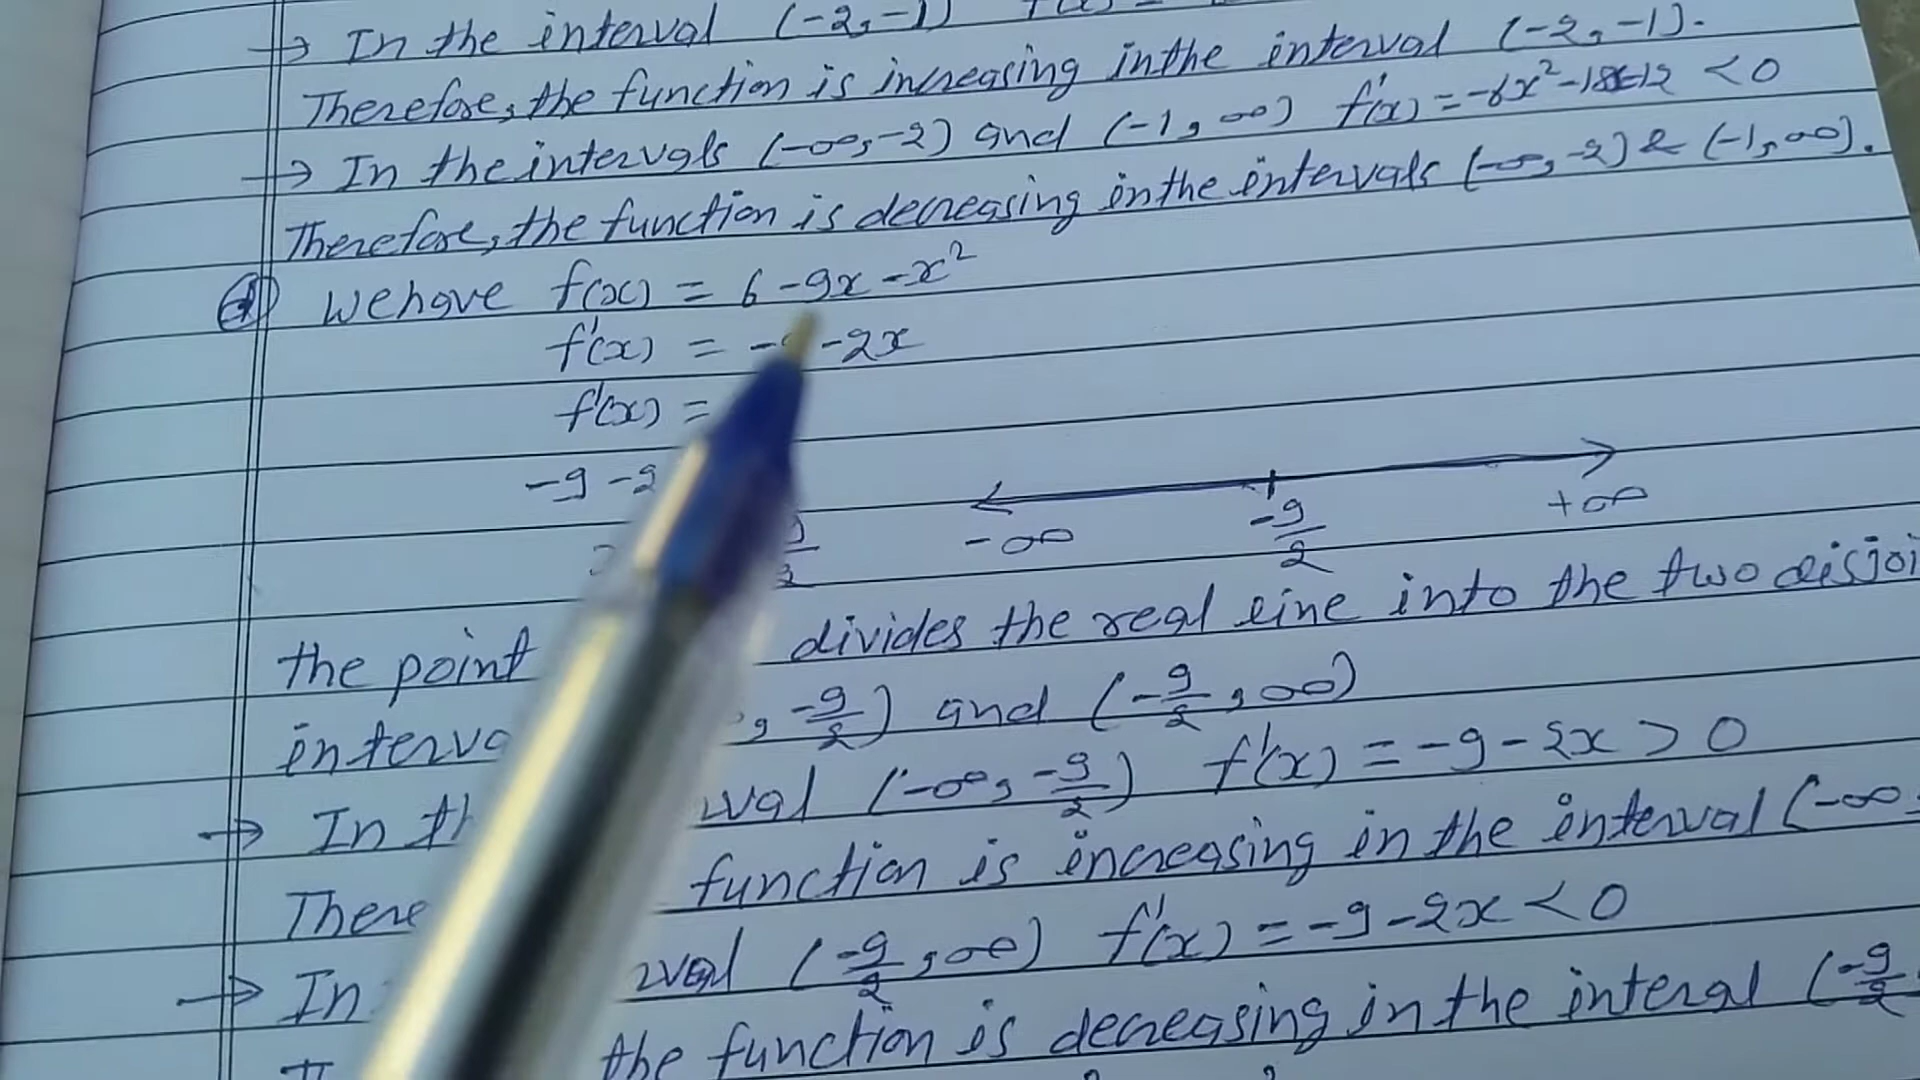 → In the interval (-2, -1)
Therefore, the function is increasing in the interval (-2, -1).
→ In the intervals (-∞, -2) and (-1, ∞) f'(x) = -6x² - 18x-12 < 0
Therefore, the function is decreasing in the intervals (-∞, -2) & (-1, ∞).
(d) We have f(x) = 6 - 9x - x²
f'(x) = - -2x
f'(x) =
-9 -2
-∞ -9/2 +∞
the point divides the real line into the two disjoi
interva , -9/2) and (-9/2, ∞)
→ In th rval (-∞, -9/2) f'(x) = -9 - 2x > 0
There function is increasing in the interval (-∞,
→ In rval (-9/2, ∞) f'(x) = -9 - 2x < 0
the function is decreasing in the interal (-9/2,